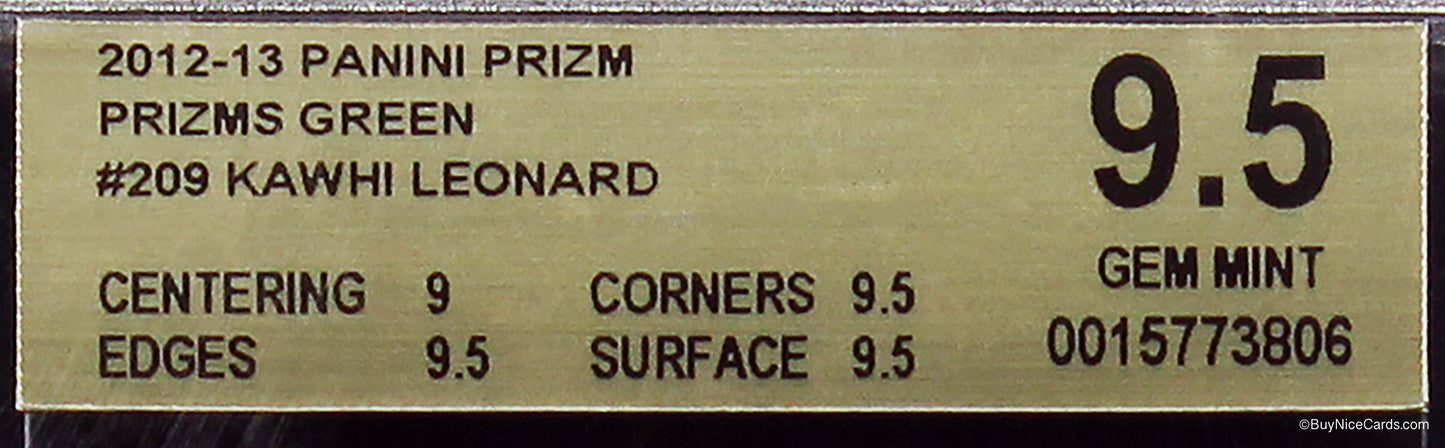 2012-13 PANINI PRIZM
PRIZMS GREEN
#209 KAWHI LEONARD
CENTERING 9 CORNERS 9.5
EDGES 9.5 SURFACE 9.5
9.5
GEM MINT
0015773806
©BuyNiceCards.com